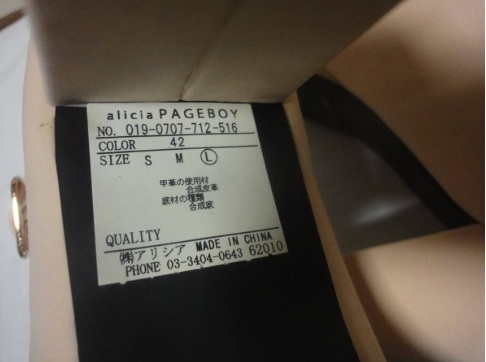 alicia PAGEBOY
NO. 019-0707-712-516
COLOR 42
SIZE S M L
甲革の使用材
合成皮革
底材の種類
合成底
QUALITY
㈱アリシア MADE IN CHINA
PHONE 03-3404-0643 62010